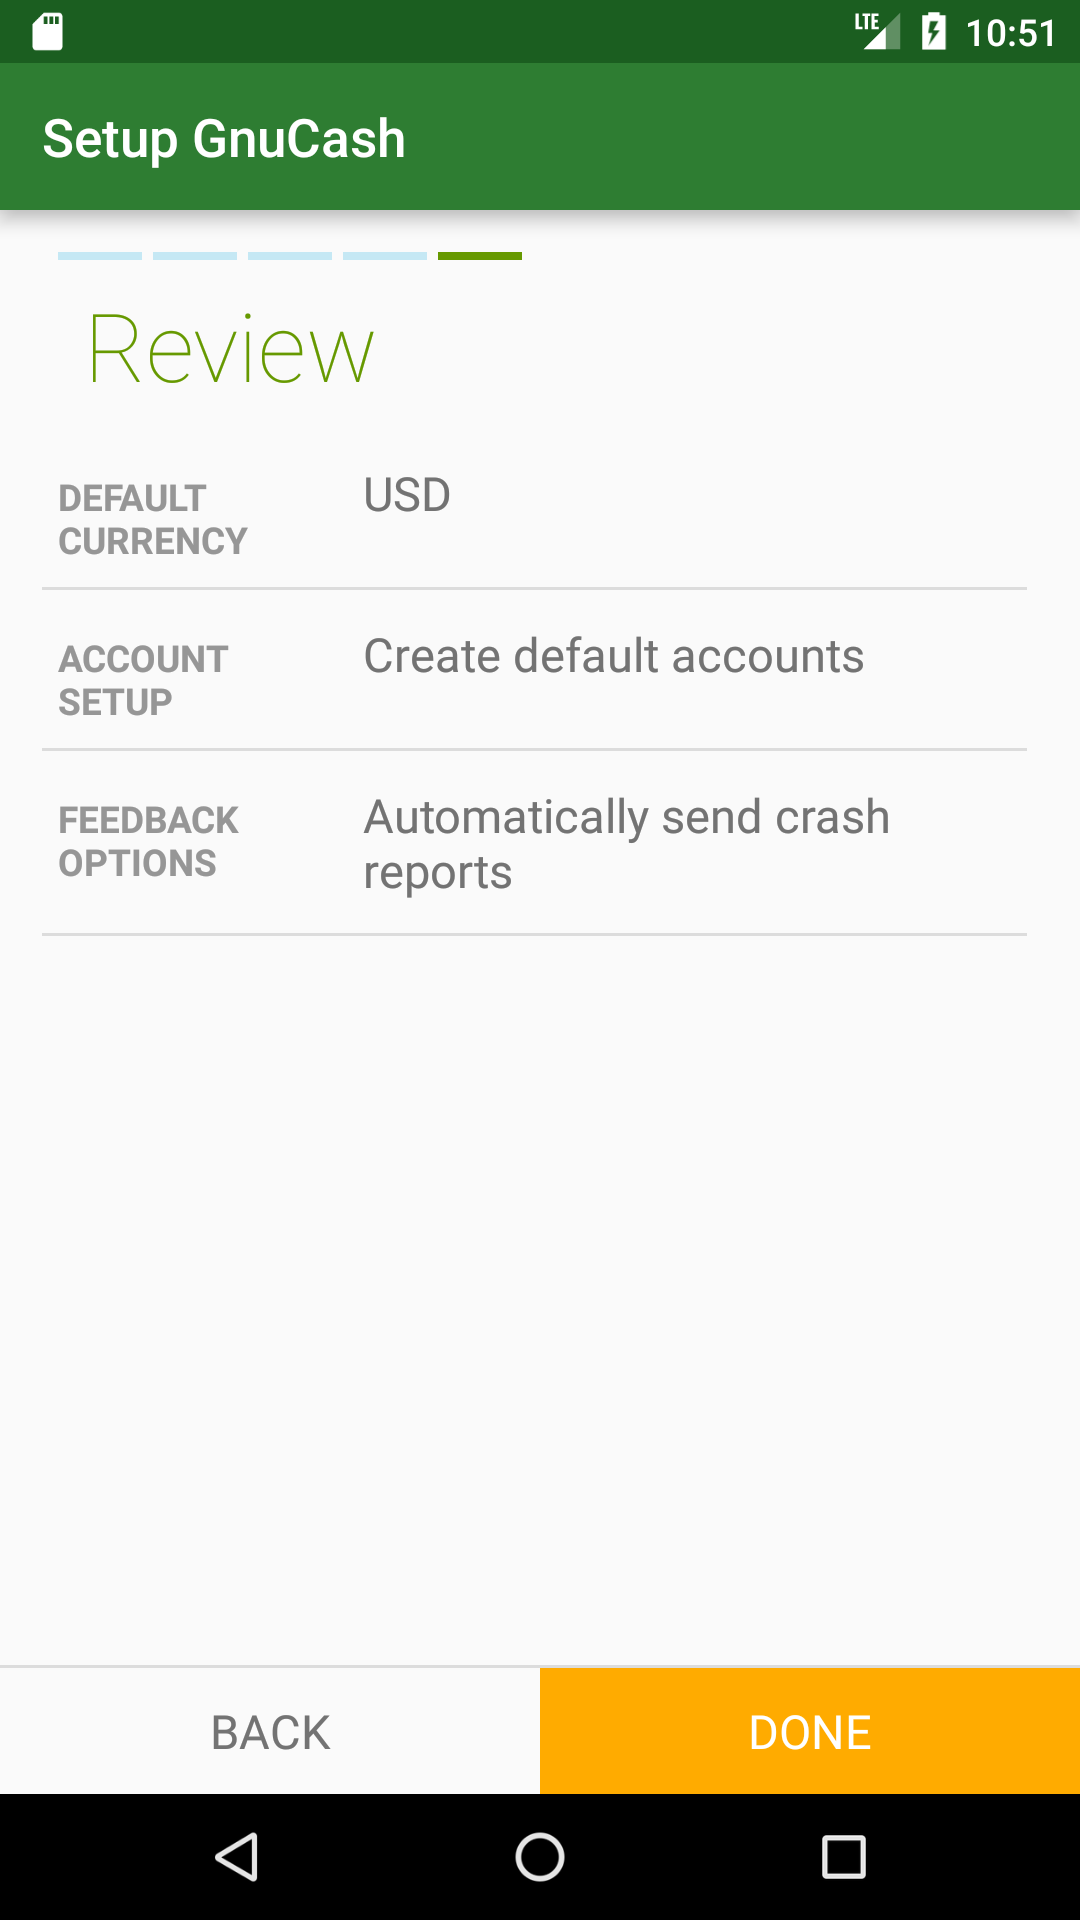 LTE 10:51
Setup GnuCash
Review
DEFAULT
CURRENCY
USD
ACCOUNT
SETUP
Create default accounts
FEEDBACK
OPTIONS
Automatically send crash
reports
BACK
DONE